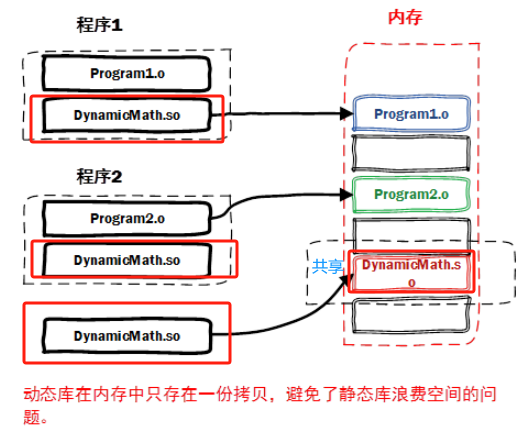 程序1
内存
Program1.o
DynamicMath.so
Program1.o
程序2
Program2.o
Program2.o
DynamicMath.so
共享
DynamicMath.s
o
DynamicMath.so
动态库在内存中只存在一份拷贝，避免了静态库浪费空间的问
题。